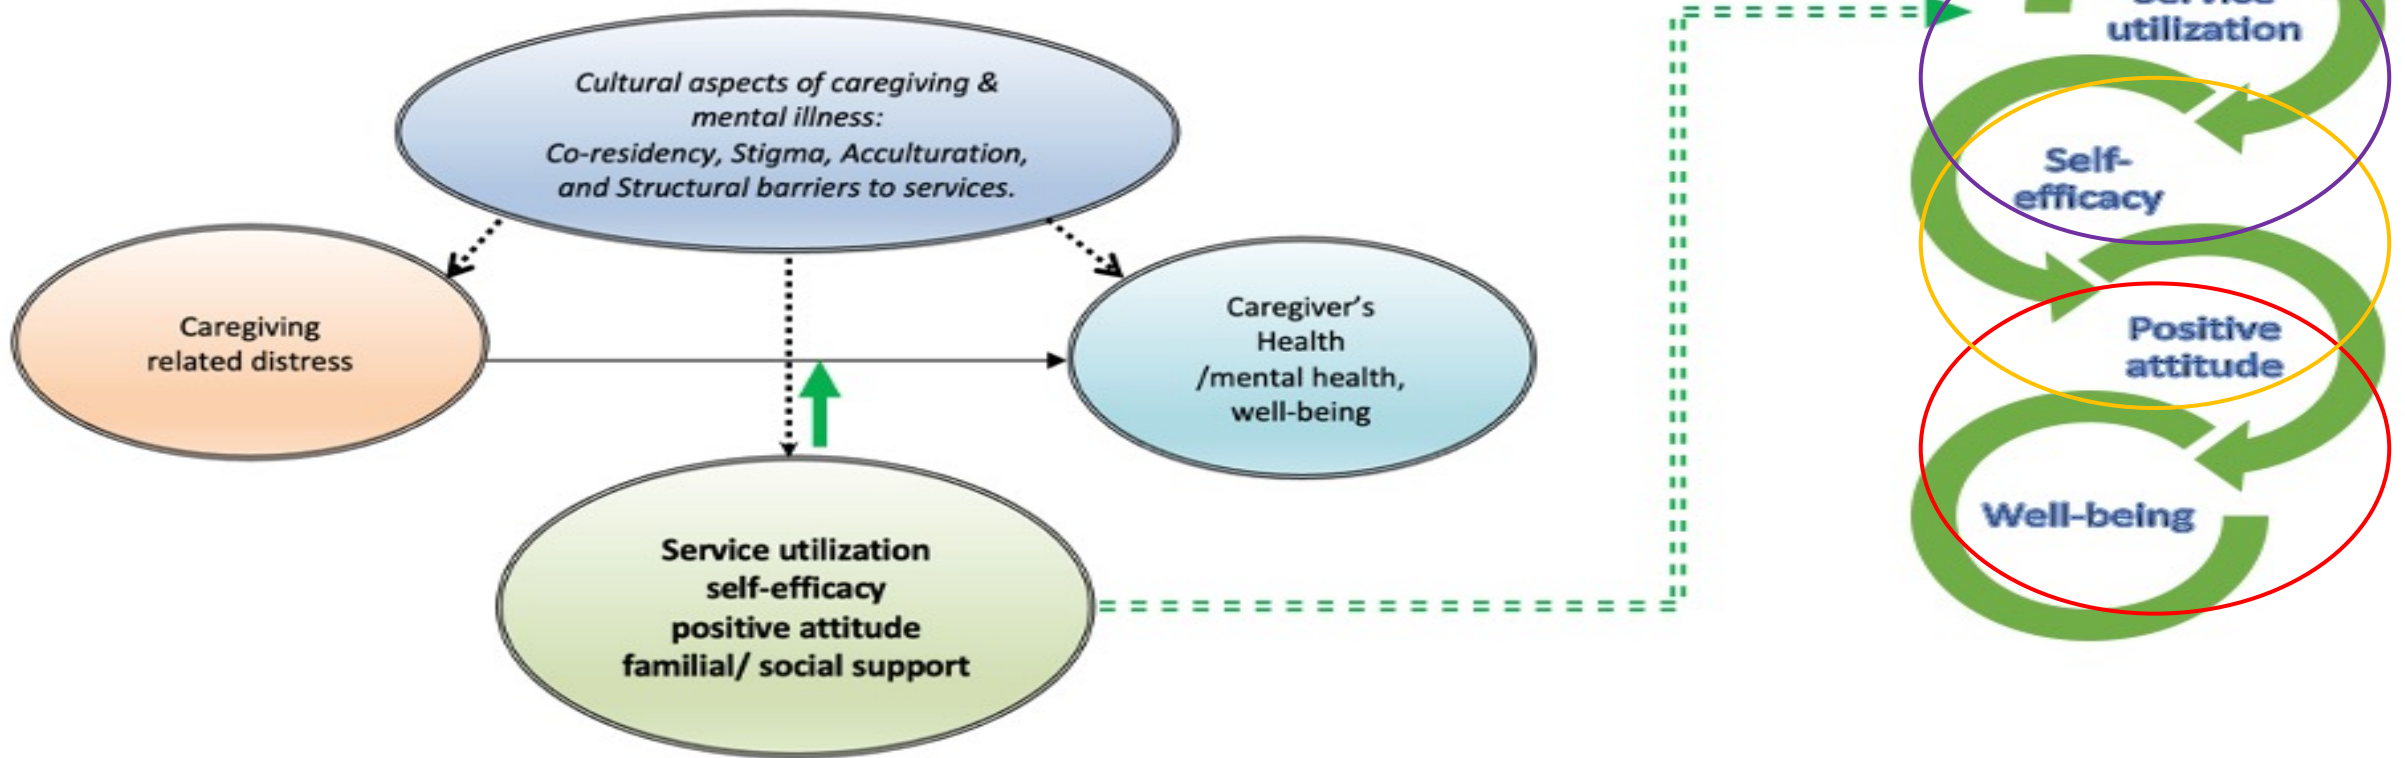 Cultural aspects of caregiving &
mental illness:
Co-residency, Stigma, Acculturation,
and Structural barriers to services.
Caregiving
related distress
Caregiver’s
Health
/mental health,
well-being
Service utilization
self-efficacy
positive attitude
familial/ social support
utilization
Self-
efficacy
Positive
attitude
Well-being